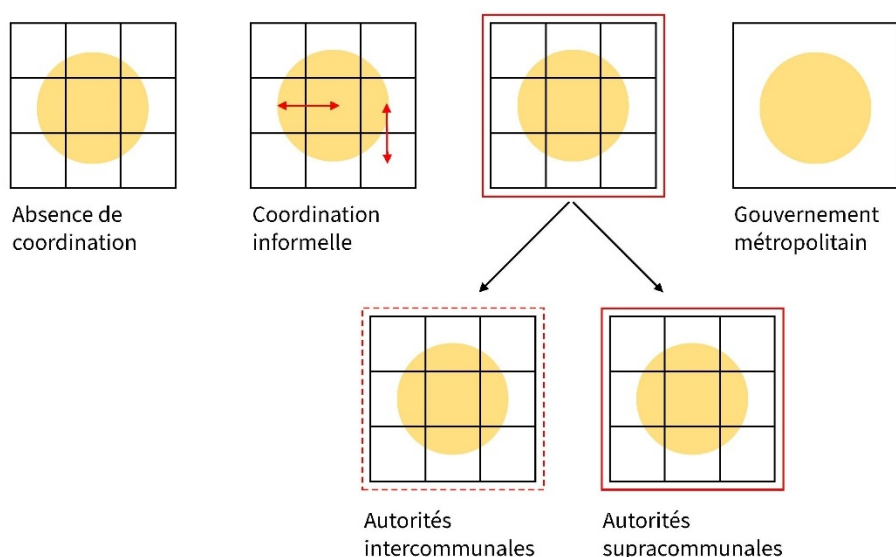 Absence de
coordination
Coordination
informelle
Gouvernement
métropolitain
Autorités
intercommunales
Autorités
supracommunales